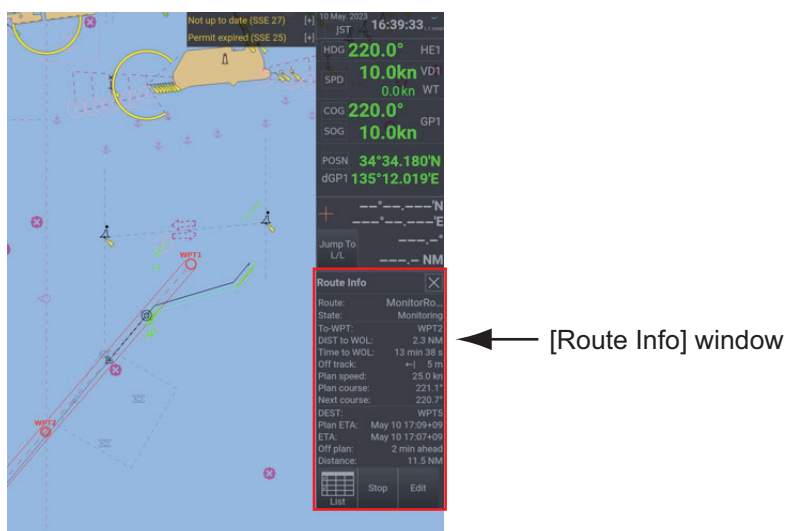 Not up to date (SSE 27) [+]
Permit expired (SSE 25) [+]
10 May. 2023
JST 16:39:33
HDG 220.0° HE1
SPD 10.0kn VD1
0.0kn WT
COG 220.0° GP1
SOG 10.0kn
POSN 34°34.180'N
dGP1 135°12.019'E
--°--.---'N
---°--.---'E
Jump To L/L
---.-°
---.- NM
WPT1
Route Info
Route: MonitorRo...
State: Monitoring
To-WPT: WPT2
DIST to WOL: 2.3 NM
Time to WOL: 13 min 38 s
Off track: ←| 5 m
Plan speed: 25.0 kn
Plan course: 221.1°
Next course: 220.7°
DEST: WPT5
Plan ETA: May 10 17:09+09
ETA: May 10 17:07+09
Off plan: 2 min ahead
Distance: 11.5 NM
List Stop Edit
[Route Info] window